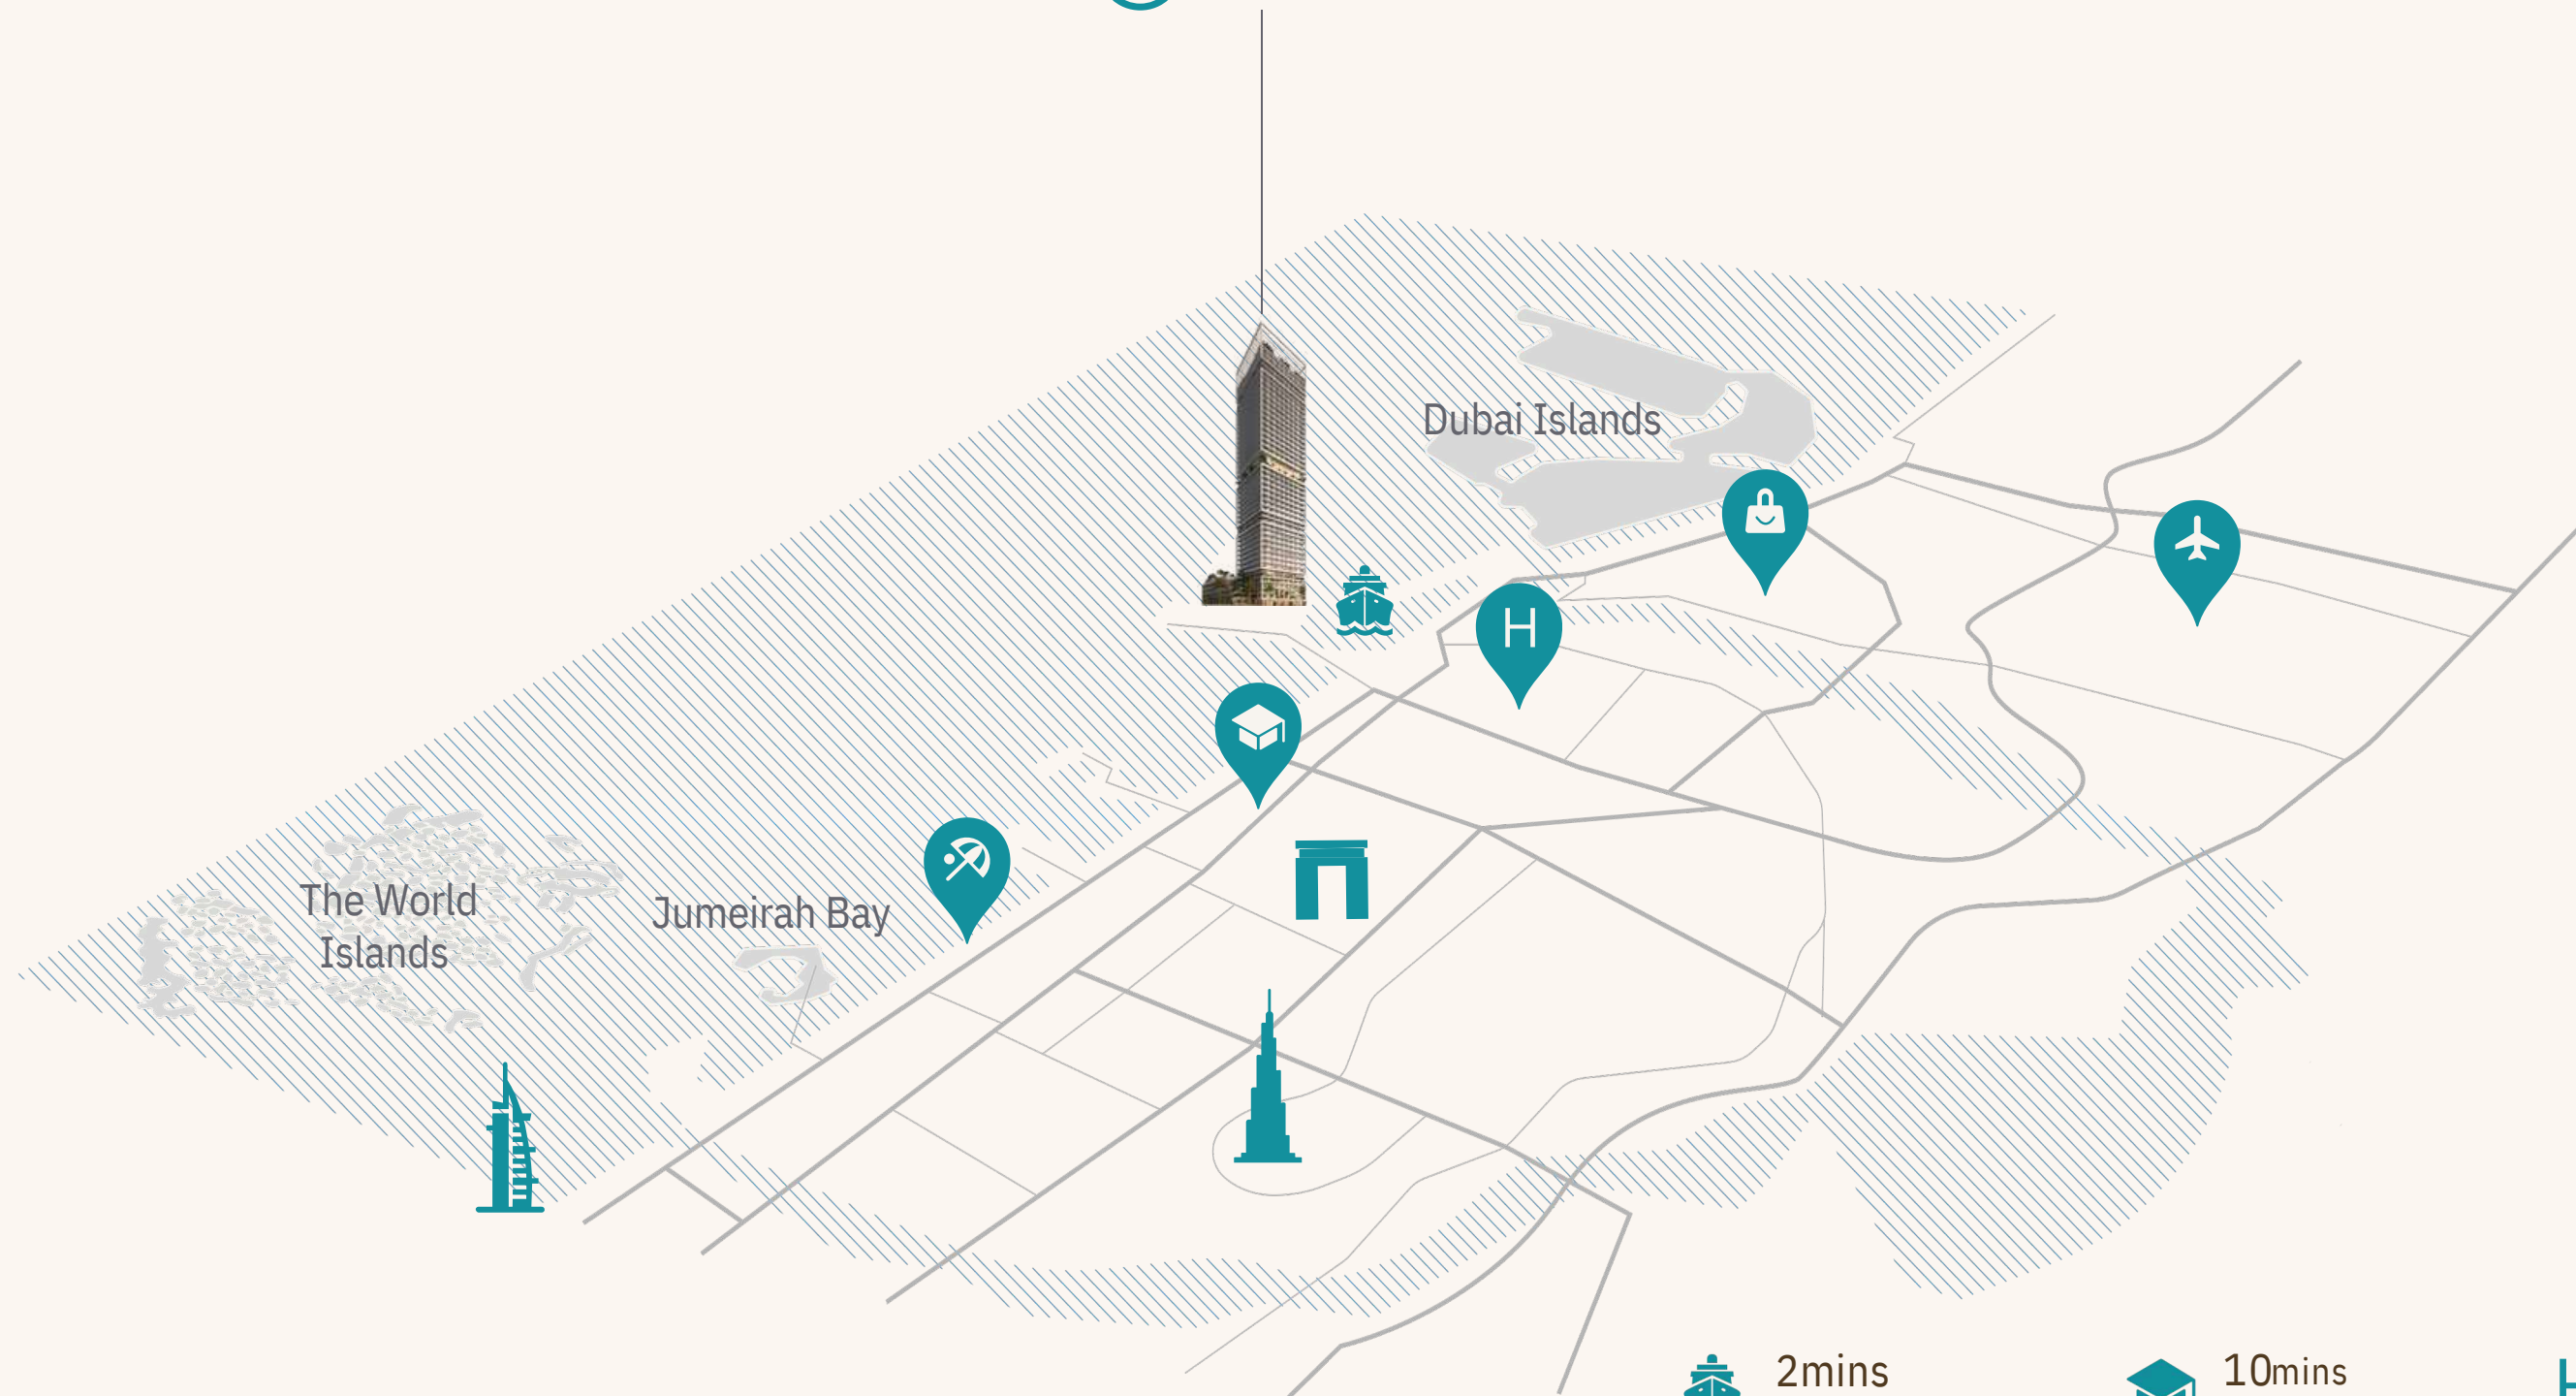 Dubai Islands
H
The World
Islands
Jumeirah Bay
2mins
10mins